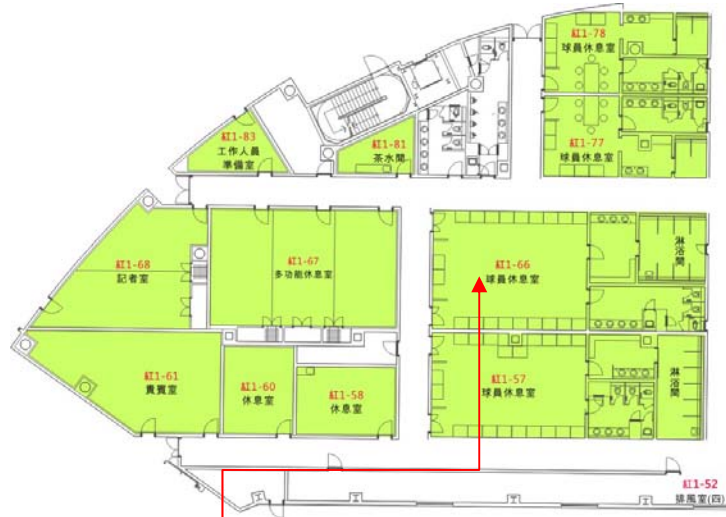 紅1-78
球員休息室
紅1-83
工作人員
準備室
紅1-81
茶水間
紅1-77
球員休息室
紅1-68
記者室
紅1-67
多功能休息室
紅1-66
球員休息室
淋浴間
紅1-61
貴賓室
紅1-60
休息室
紅1-58
休息室
紅1-57
球員休息室
淋浴間
紅1-52
排風室(四)